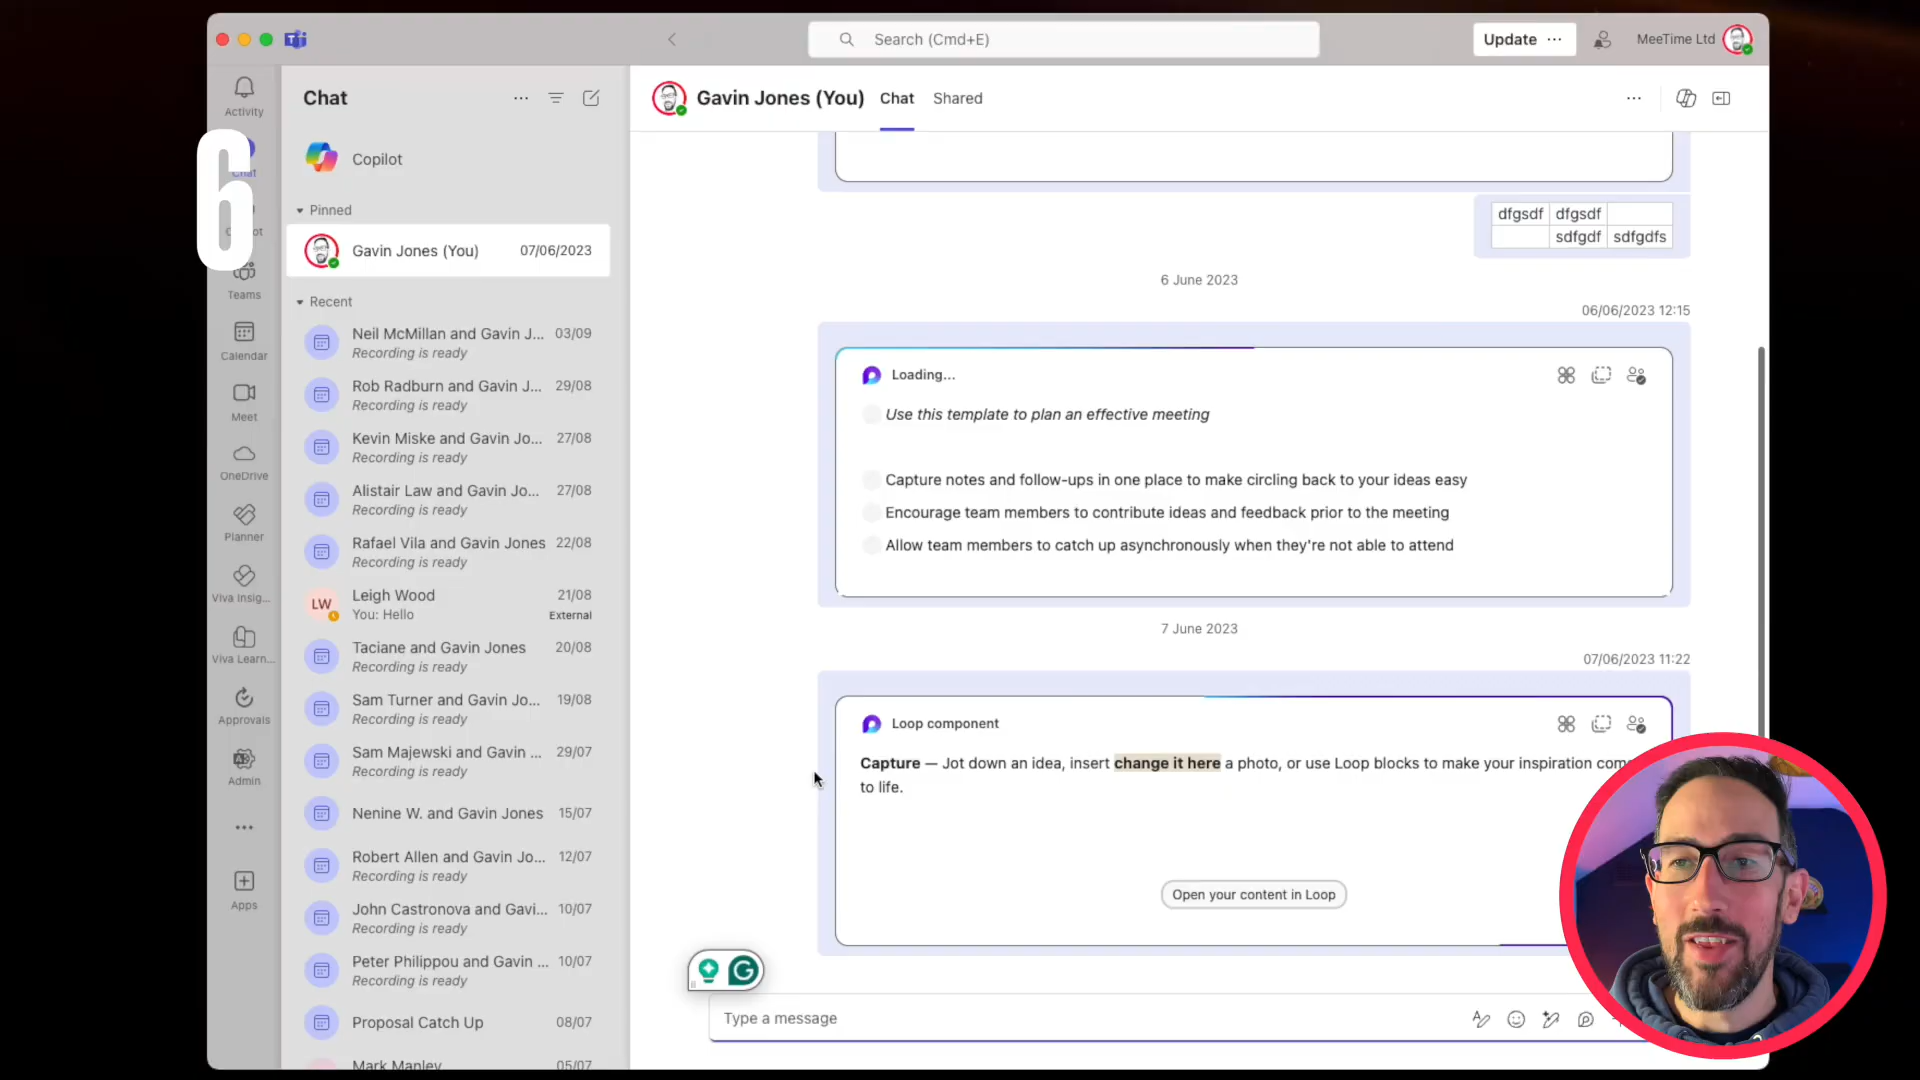 Search (Cmd+E)
Update
MeeTime Ltd
6
Activity
Chat
Teams
Calendar
Meet
OneDrive
Planner
Viva Insig...
Viva Learn...
Approvals
Admin
Apps
Chat
Copilot
Pinned
Gavin Jones (You) 07/06/2023
Recent
Neil McMillan and Gavin J... 03/09
Recording is ready
Rob Radburn and Gavin J... 29/08
Recording is ready
Kevin Miske and Gavin Jo... 27/08
Recording is ready
Alistair Law and Gavin Jo... 27/08
Recording is ready
Rafael Vila and Gavin Jones 22/08
Recording is ready
LW
Leigh Wood 21/08
You: Hello External
Taciane and Gavin Jones 20/08
Recording is ready
Sam Turner and Gavin Jo... 19/08
Recording is ready
Sam Majewski and Gavin ... 29/07
Recording is ready
Nenine W. and Gavin Jones 15/07
Robert Allen and Gavin Jo... 12/07
Recording is ready
John Castronova and Gavi... 10/07
Recording is ready
Peter Philippou and Gavin ... 10/07
Recording is ready
Proposal Catch Up 08/07
Mark Manley 05/07
Gavin Jones (You) Chat Shared
dfgsdf dfgsdf
sdfgdf sdfgdfs
6 June 2023
06/06/2023 12:15
Loading...
Use this template to plan an effective meeting
Capture notes and follow-ups in one place to make circling back to your ideas easy
Encourage team members to contribute ideas and feedback prior to the meeting
Allow team members to catch up asynchronously when they're not able to attend
7 June 2023
07/06/2023 11:22
Loop component
Capture — Jot down an idea, insert change it here a photo, or use Loop blocks to make your inspiration com
to life.
Open your content in Loop
Type a message